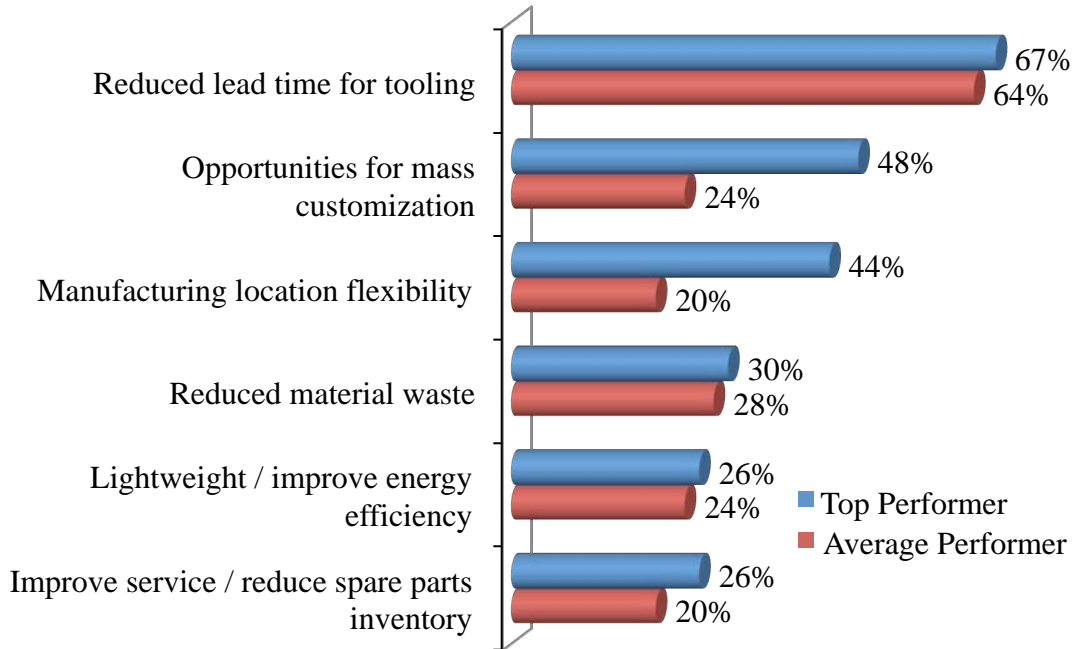 67%
Reduced lead time for tooling
64%
Opportunities for mass
customization
48%
24%
Manufacturing location flexibility
44%
20%
Reduced material waste
30%
28%
Lightweight / improve energy
efficiency
26%
24%
Top Performer
Average Performer
Improve service / reduce spare parts
inventory
26%
20%